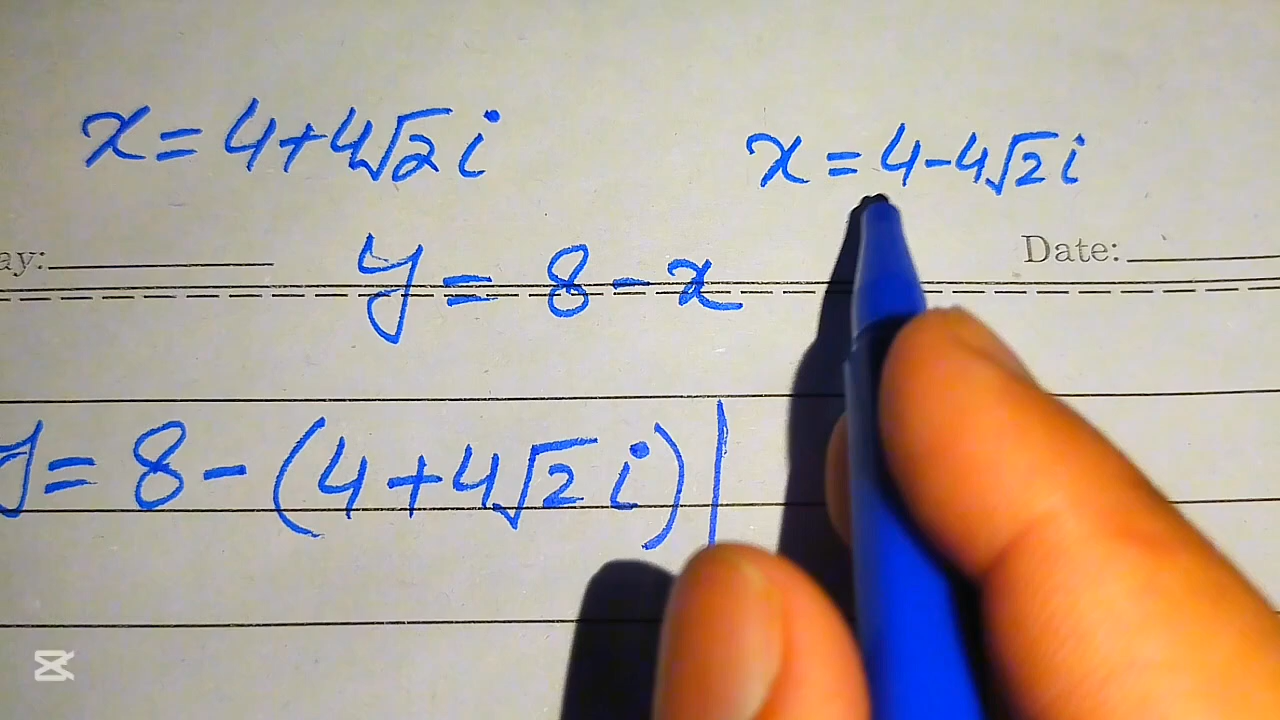 x = 4+4√2 i x = 4-4√2 i
ay: Date:
y = 8 - x
y = 8 - (4+4√2 i) |